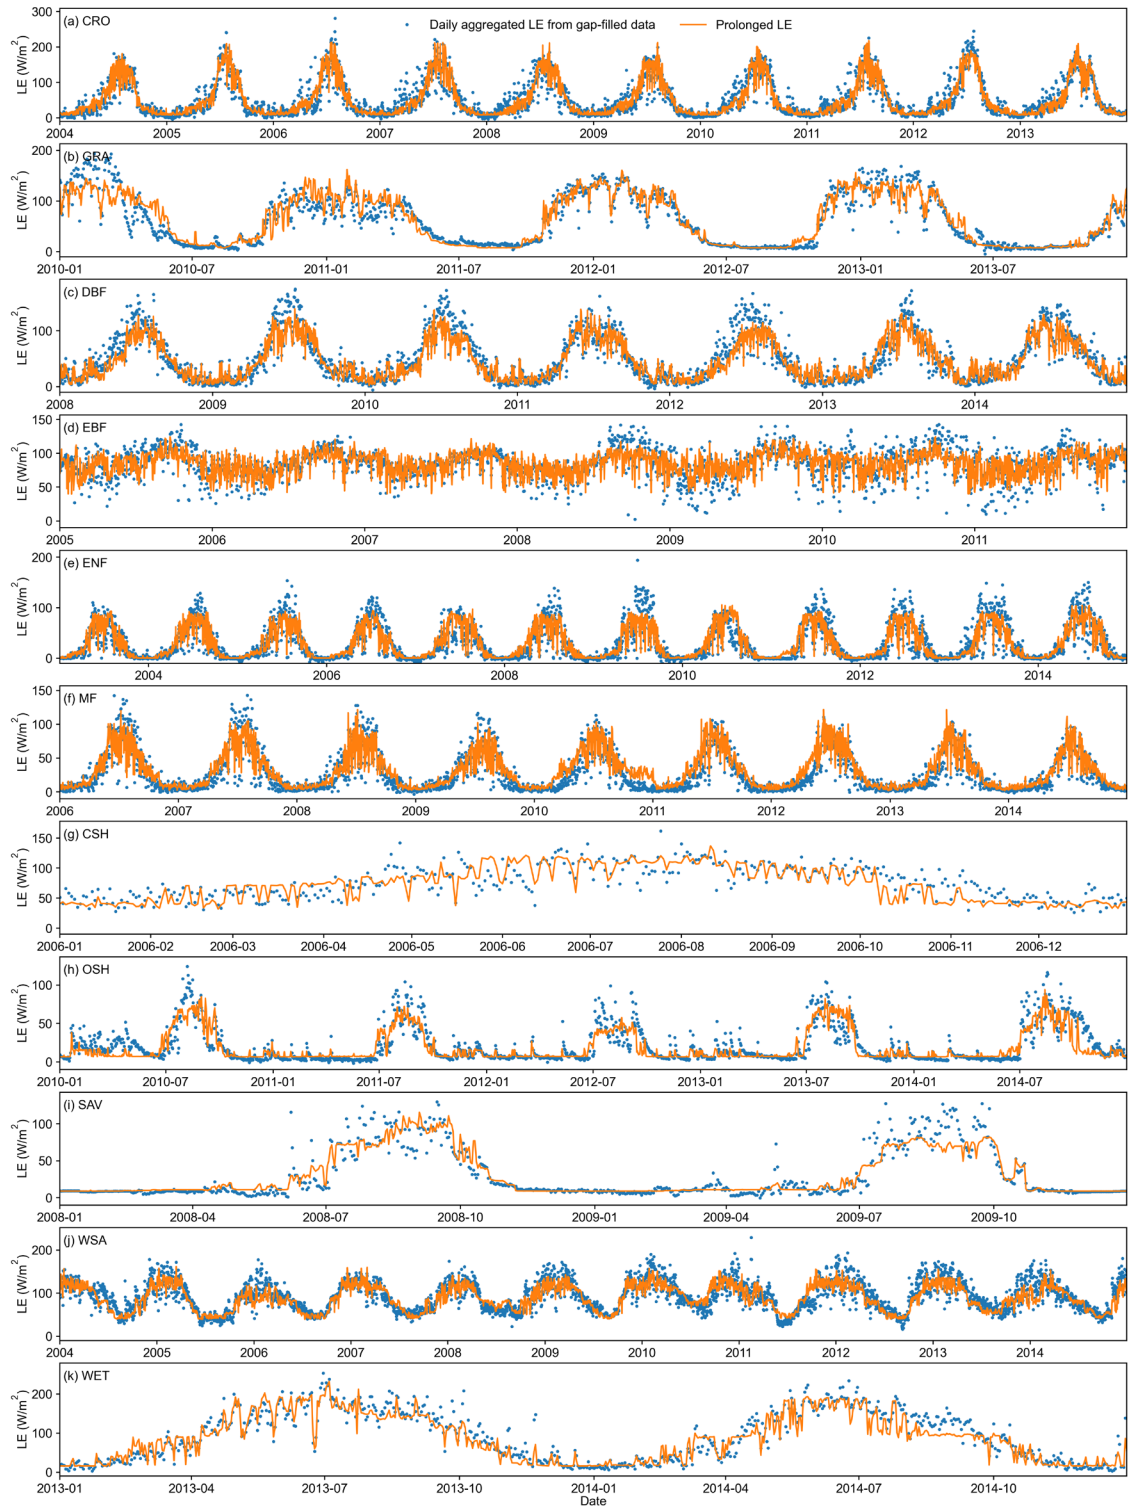 (a) CRO
Daily aggregated LE from gap-filled data
Prolonged LE
LE (W/m²)
300
200
100
0
2004 2005 2006 2007 2008 2009 2010 2011 2012 2013
(b) GRA
LE (W/m²)
200
100
0
2010-01 2010-07 2011-01 2011-07 2012-01 2012-07 2013-01 2013-07
(c) DBF
LE (W/m²)
100
0
2008 2009 2010 2011 2012 2013 2014
(d) EBF
LE (W/m²)
150
100
50
0
2005 2006 2007 2008 2009 2010 2011
(e) ENF
LE (W/m²)
200
100
0
2004 2006 2008 2010 2012 2014
(f) MF
LE (W/m²)
150
100
50
0
2006 2007 2008 2009 2010 2011 2012 2013 2014
(g) CSH
LE (W/m²)
150
100
50
0
2006-01 2006-02 2006-03 2006-04 2006-05 2006-06 2006-07 2006-08 2006-09 2006-10 2006-11 2006-12
(h) OSH
LE (W/m²)
100
50
0
2010-01 2010-07 2011-01 2011-07 2012-01 2012-07 2013-01 2013-07 2014-01 2014-07
(i) SAV
LE (W/m²)
100
50
0
2008-01 2008-04 2008-07 2008-10 2009-01 2009-04 2009-07 2009-10
(j) WSA
LE (W/m²)
200
100
0
2004 2005 2006 2007 2008 2009 2010 2011 2012 2013 2014
(k) WET
LE (W/m²)
200
100
0
2013-01 2013-04 2013-07 2013-10 2014-01 2014-04 2014-07 2014-10
Date